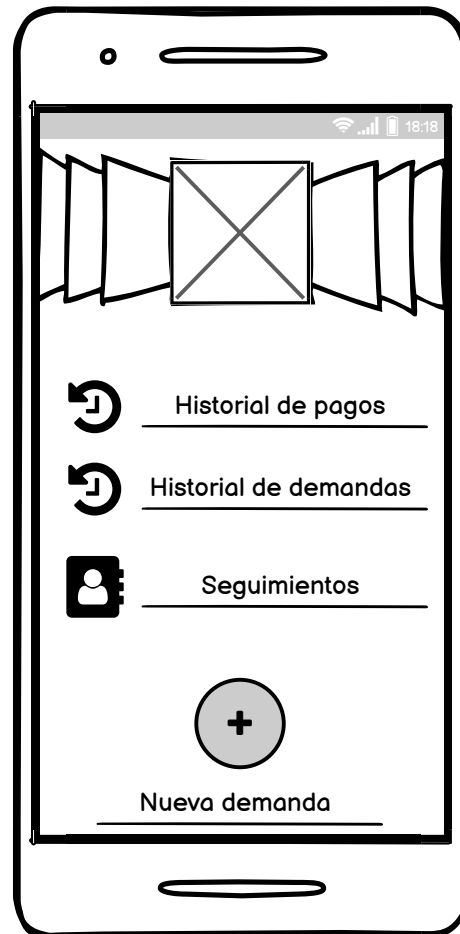 18:18
Historial de pagos
Historial de demandas
Seguimientos
+
Nueva demanda